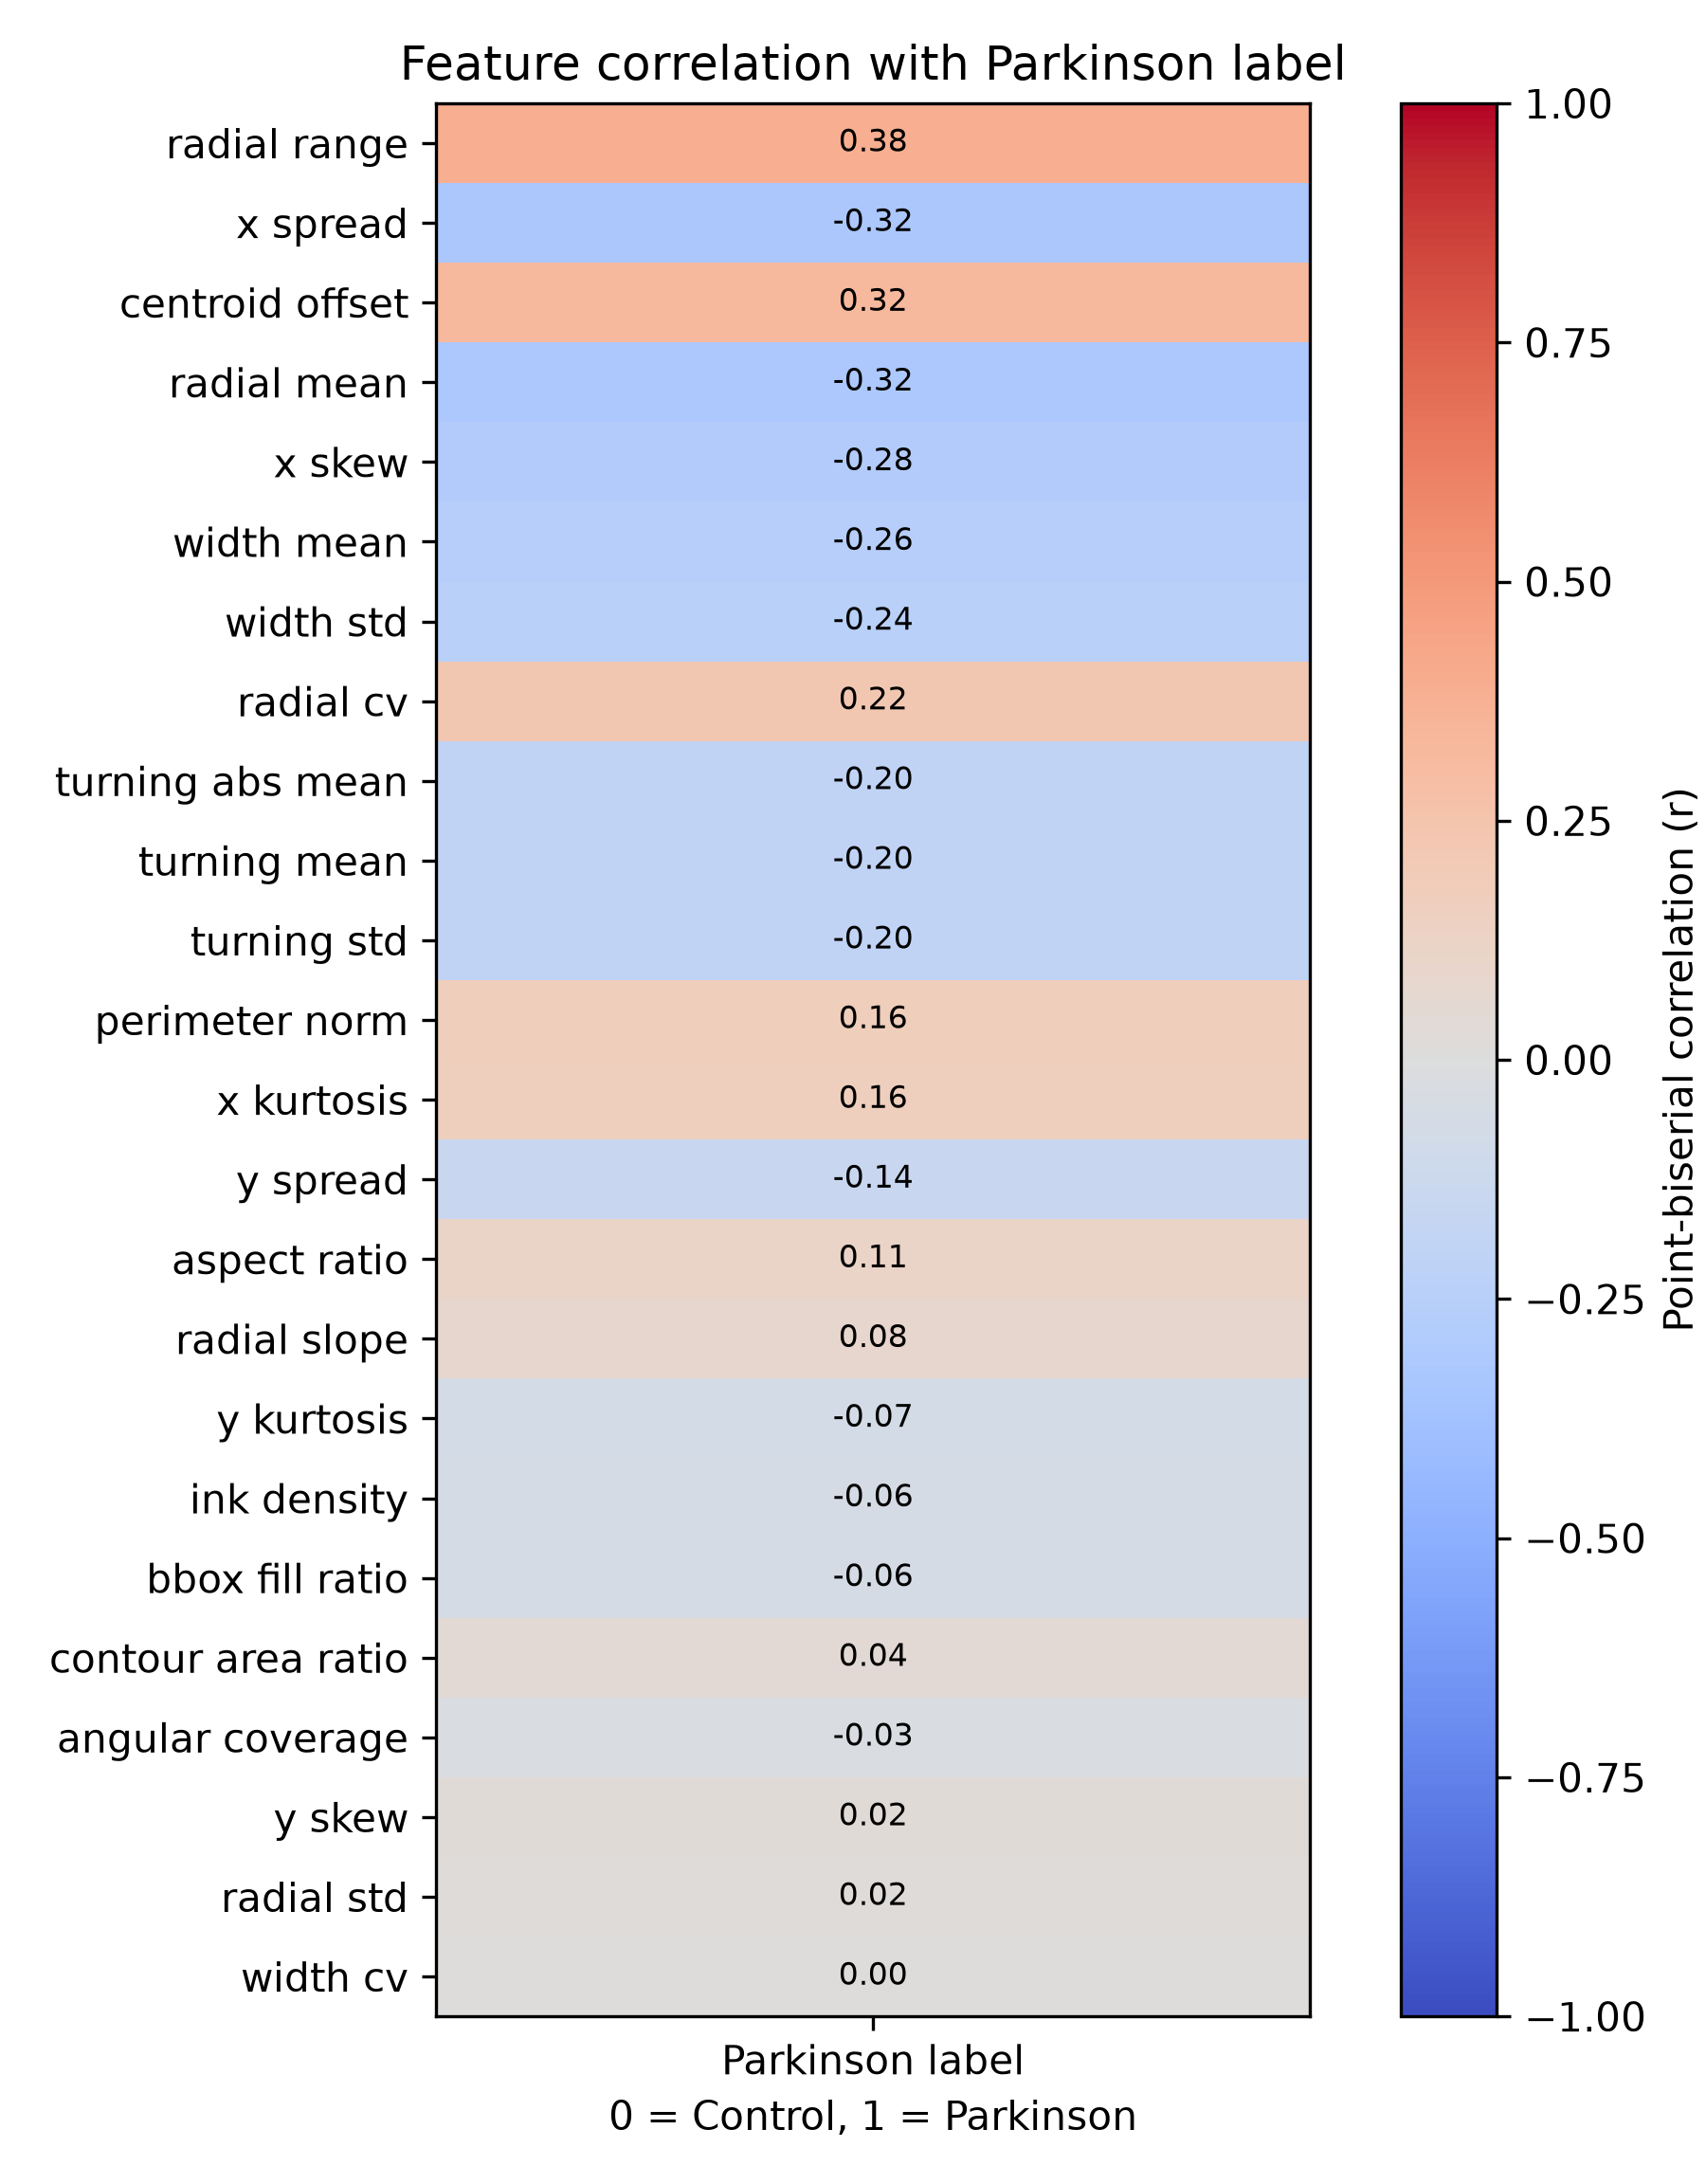 Feature correlation with Parkinson label
radial range 0.38
x spread -0.32
centroid offset 0.32
radial mean -0.32
x skew -0.28
width mean -0.26
width std -0.24
radial cv 0.22
turning abs mean -0.20
turning mean -0.20
turning std -0.20
perimeter norm 0.16
x kurtosis 0.16
y spread -0.14
aspect ratio 0.11
radial slope 0.08
y kurtosis -0.07
ink density -0.06
bbox fill ratio -0.06
contour area ratio 0.04
angular coverage -0.03
y skew 0.02
radial std 0.02
width cv 0.00
Parkinson label
0 = Control, 1 = Parkinson
1.00
0.75
0.50
0.25
0.00
−0.25
−0.50
−0.75
−1.00
Point-biserial correlation (r)